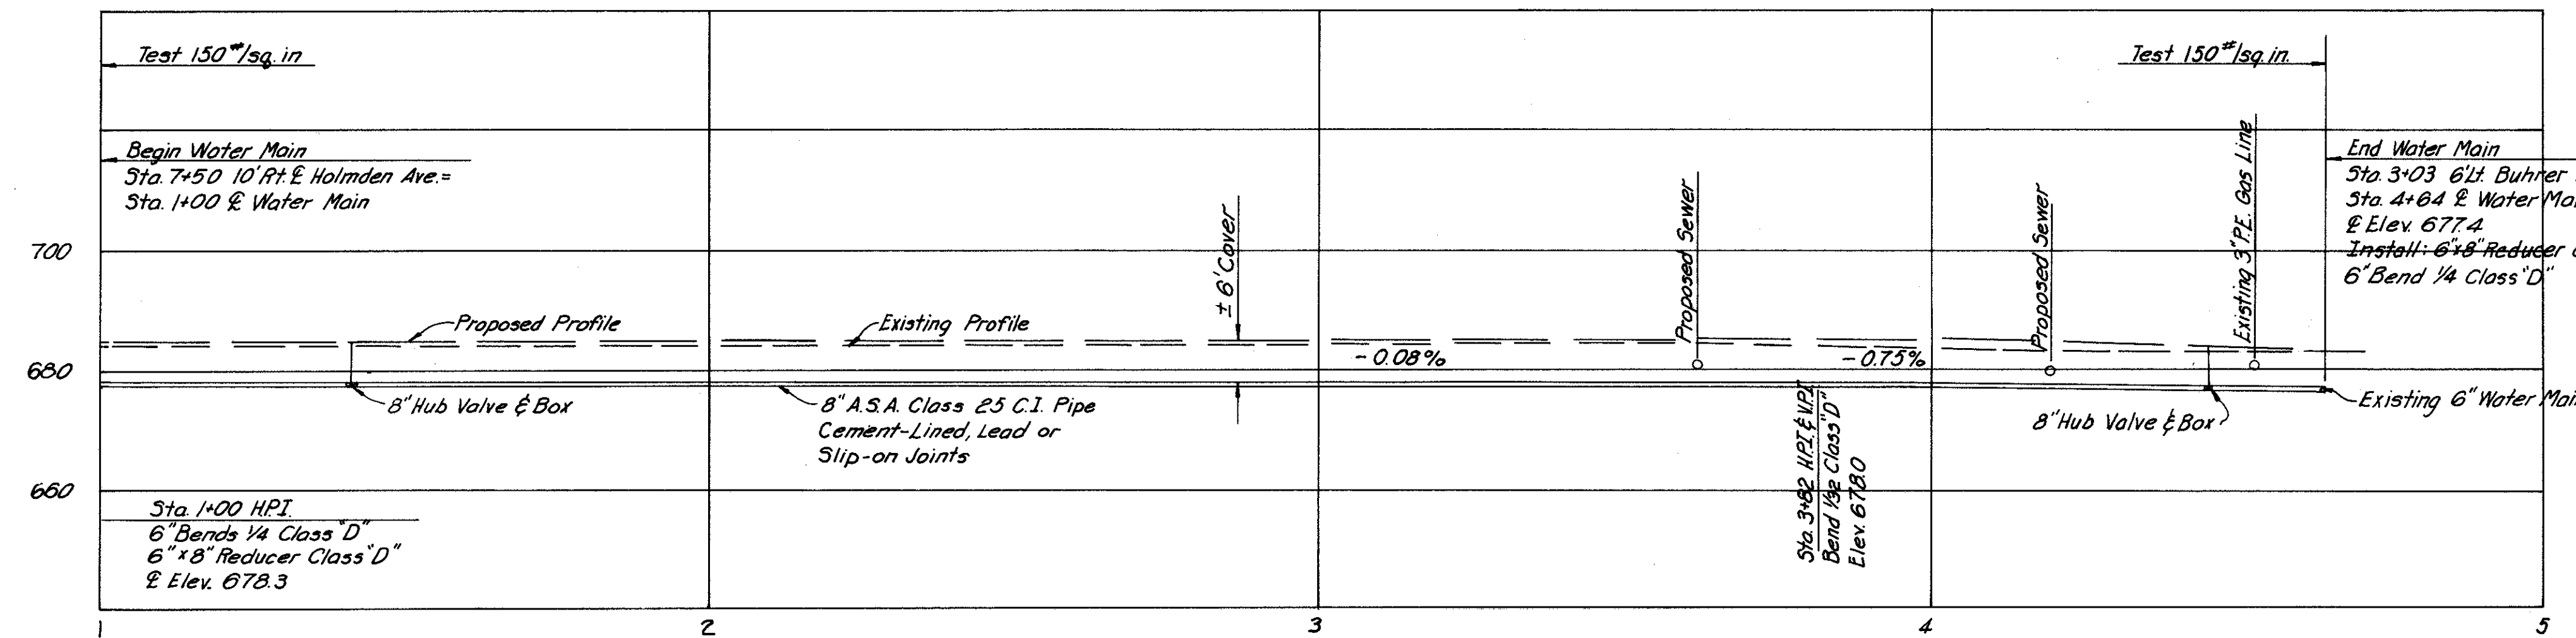 Test 150#/sq. in
Test 150#/sq. in.
Begin Water Main
Sta. 7+50 10' Rt. ℄ Holmden Ave.=
Sta. 1+00 ℄ Water Main
End Water Main
Sta. 3+03 6' Lt. Buhrer
Sta. 4+64 ℄ Water Mai
℄ Elev. 677.4
Install: 6"x8" Reducer
6" Bend 1/4 Class "D"
700
680
660
Proposed Profile
Existing Profile
± 6' Cover
Proposed Sewer
Proposed Sewer
Existing 3" P.E. Gas Line
- 0.08%
- 0.75%
8" Hub Valve & Box
8" A.S.A. Class 25 C.I. Pipe
Cement-Lined, Lead or
Slip-on Joints
Sta. 3+82 H.P.I. & V.P.I.
Bend 1/32 Class "D"
Elev. 678.0
8" Hub Valve & Box
Existing 6" Water Mai
Sta. 1+00 H.P.I.
6" Bends 1/4 Class "D"
6" x 8" Reducer Class "D"
℄ Elev. 678.3
1
2
3
4
5